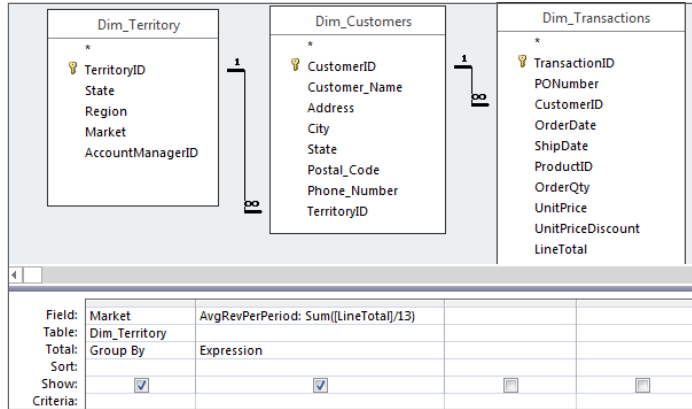 Dim_Territory
*
TerritoryID
State
Region
Market
AccountManagerID
1
∞
Dim_Customers
*
CustomerID
Customer_Name
Address
City
State
Postal_Code
Phone_Number
TerritoryID
1
∞
Dim_Transactions
*
TransactionID
PONumber
CustomerID
OrderDate
ShipDate
ProductID
OrderQty
UnitPrice
UnitPriceDiscount
LineTotal
Field: Market AvgRevPerPeriod: Sum([LineTotal]/13)
Table: Dim_Territory
Total: Group By Expression
Sort:
Show:
Criteria: